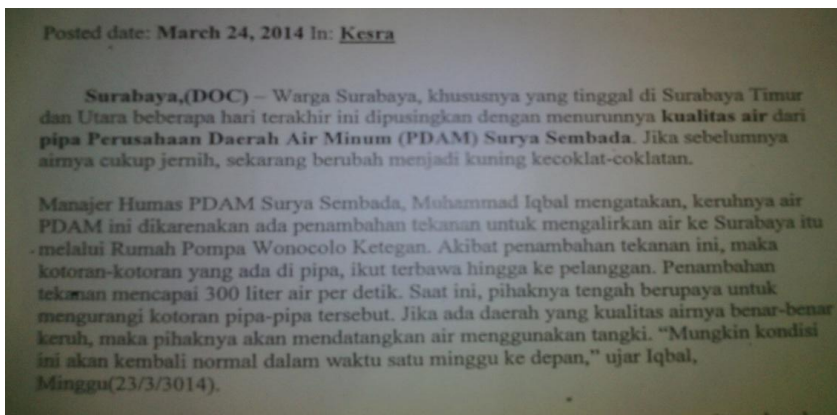 Posted date: March 24, 2014 In: Kesra
Surabaya,(DOC) – Warga Surabaya, khususnya yang tinggal di Surabaya Timur
dan Utara beberapa hari terakhir ini dipusingkan dengan menurunnya kualitas air dari
pipa Perusahaan Daerah Air Minum (PDAM) Surya Sembada. Jika sebelumnya
airnya cukup jernih, sekarang berubah menjadi kuning kecoklat-coklatan.
Manajer Humas PDAM Surya Sembada, Muhammad Iqbal mengatakan, keruhnya air
PDAM ini dikarenakan ada penambahan tekanan untuk mengalirkan air ke Surabaya itu
melalui Rumah Pompa Wonocolo Ketegan. Akibat penambahan tekanan ini, maka
kotoran-kotoran yang ada di pipa, ikut terbawa hingga ke pelanggan. Penambahan
tekanan mencapai 300 liter air per detik. Saat ini, pihaknya tengah berupaya untuk
mengurangi kotoran pipa-pipa tersebut. Jika ada daerah yang kualitas airnya benar-benar
keruh, maka pihaknya akan mendatangkan air menggunakan tangki. “Mungkin kondisi
ini akan kembali normal dalam waktu satu minggu ke depan,” ujar Iqbal,
Minggu(23/3/3014).